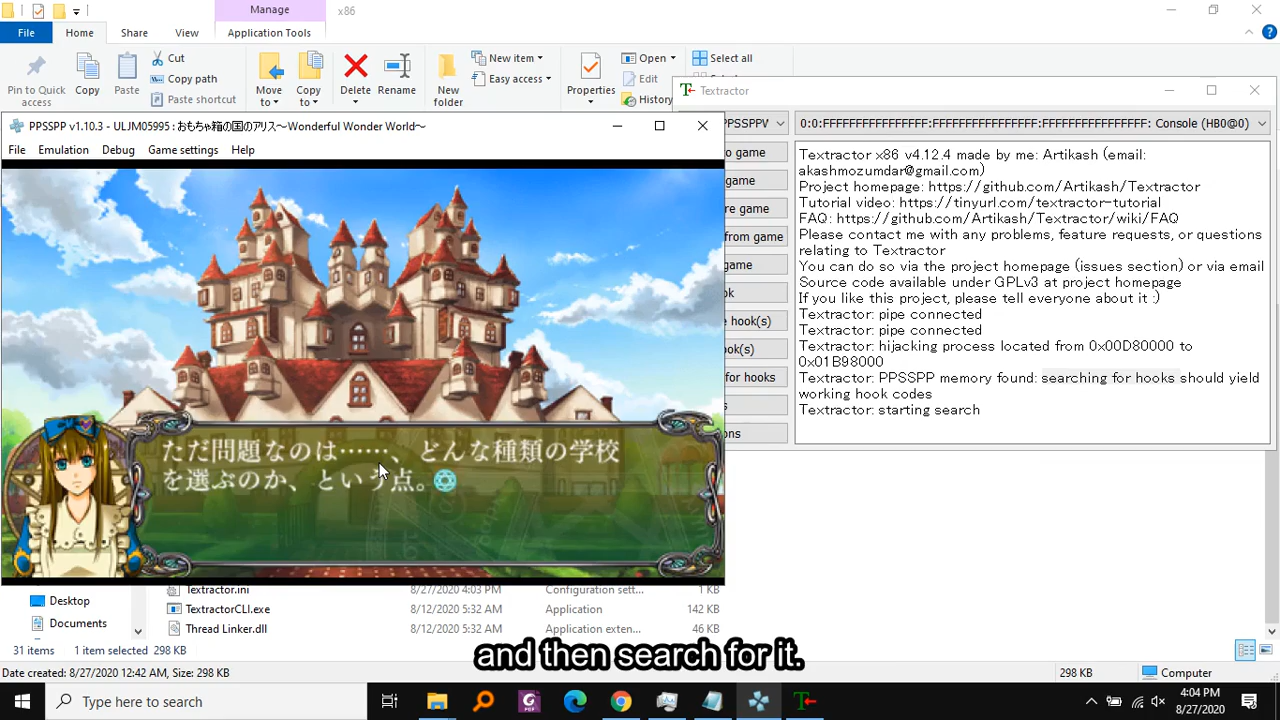 Manage
x86
File
Home
Share
View
Application Tools
Pin to Quick access
Copy
Paste
Cut
Copy path
Paste shortcut
Move to
Copy to
Delete
Rename
New folder
New item
Easy access
Properties
Open
Edit
History
Select all
Textractor
PPSSPP v1.10.3 - ULJM05995 : おもちゃ箱の国のアリス～Wonderful Wonder World～
File Emulation Debug Game settings Help
0:0:FFFFFFFFFFFFFFFF:FFFFFFFFFFFFFFFF:FFFFFFFFFFFFFFFF: Console (HB0@0)
o game
game
re game
from game
game
ok
e hook(s)
ok(s)
for hooks
s
ons
Textractor x86 v4.12.4 made by me: Artikash (email:
akashmozumdar@gmail.com)
Project homepage: https://github.com/Artikash/Textractor
Tutorial video: https://tinyurl.com/textractor-tutorial
FAQ: https://github.com/Artikash/Textractor/wiki/FAQ
Please contact me with any problems, feature requests, or questions
relating to Textractor
You can do so via the project homepage (issues section) or via email
Source code available under GPLv3 at project homepage
If you like this project, please tell everyone about it :)
Textractor: pipe connected
Textractor: pipe connected
Textractor: hijacking process located from 0x00D80000 to
0x01B98000
Textractor: PPSSPP memory found: searching for hooks should yield
working hook codes
Textractor: starting search
ただ問題なのは……、どんな種類の学校
を選ぶのか、という点。
Desktop
Documents
Textractor.ini 8/27/2020 4:03 PM Configuration sett... 1 KB
TextractorCLI.exe 8/12/2020 5:32 AM Application 142 KB
Thread Linker.dll 8/12/2020 5:32 AM Application exten... 46 KB
and then search for it.
31 items 1 item selected 298 KB
Date created: 8/27/2020 12:42 AM, Size: 298 KB
298 KB
Computer
Type here to search
4:04 PM
8/27/2020